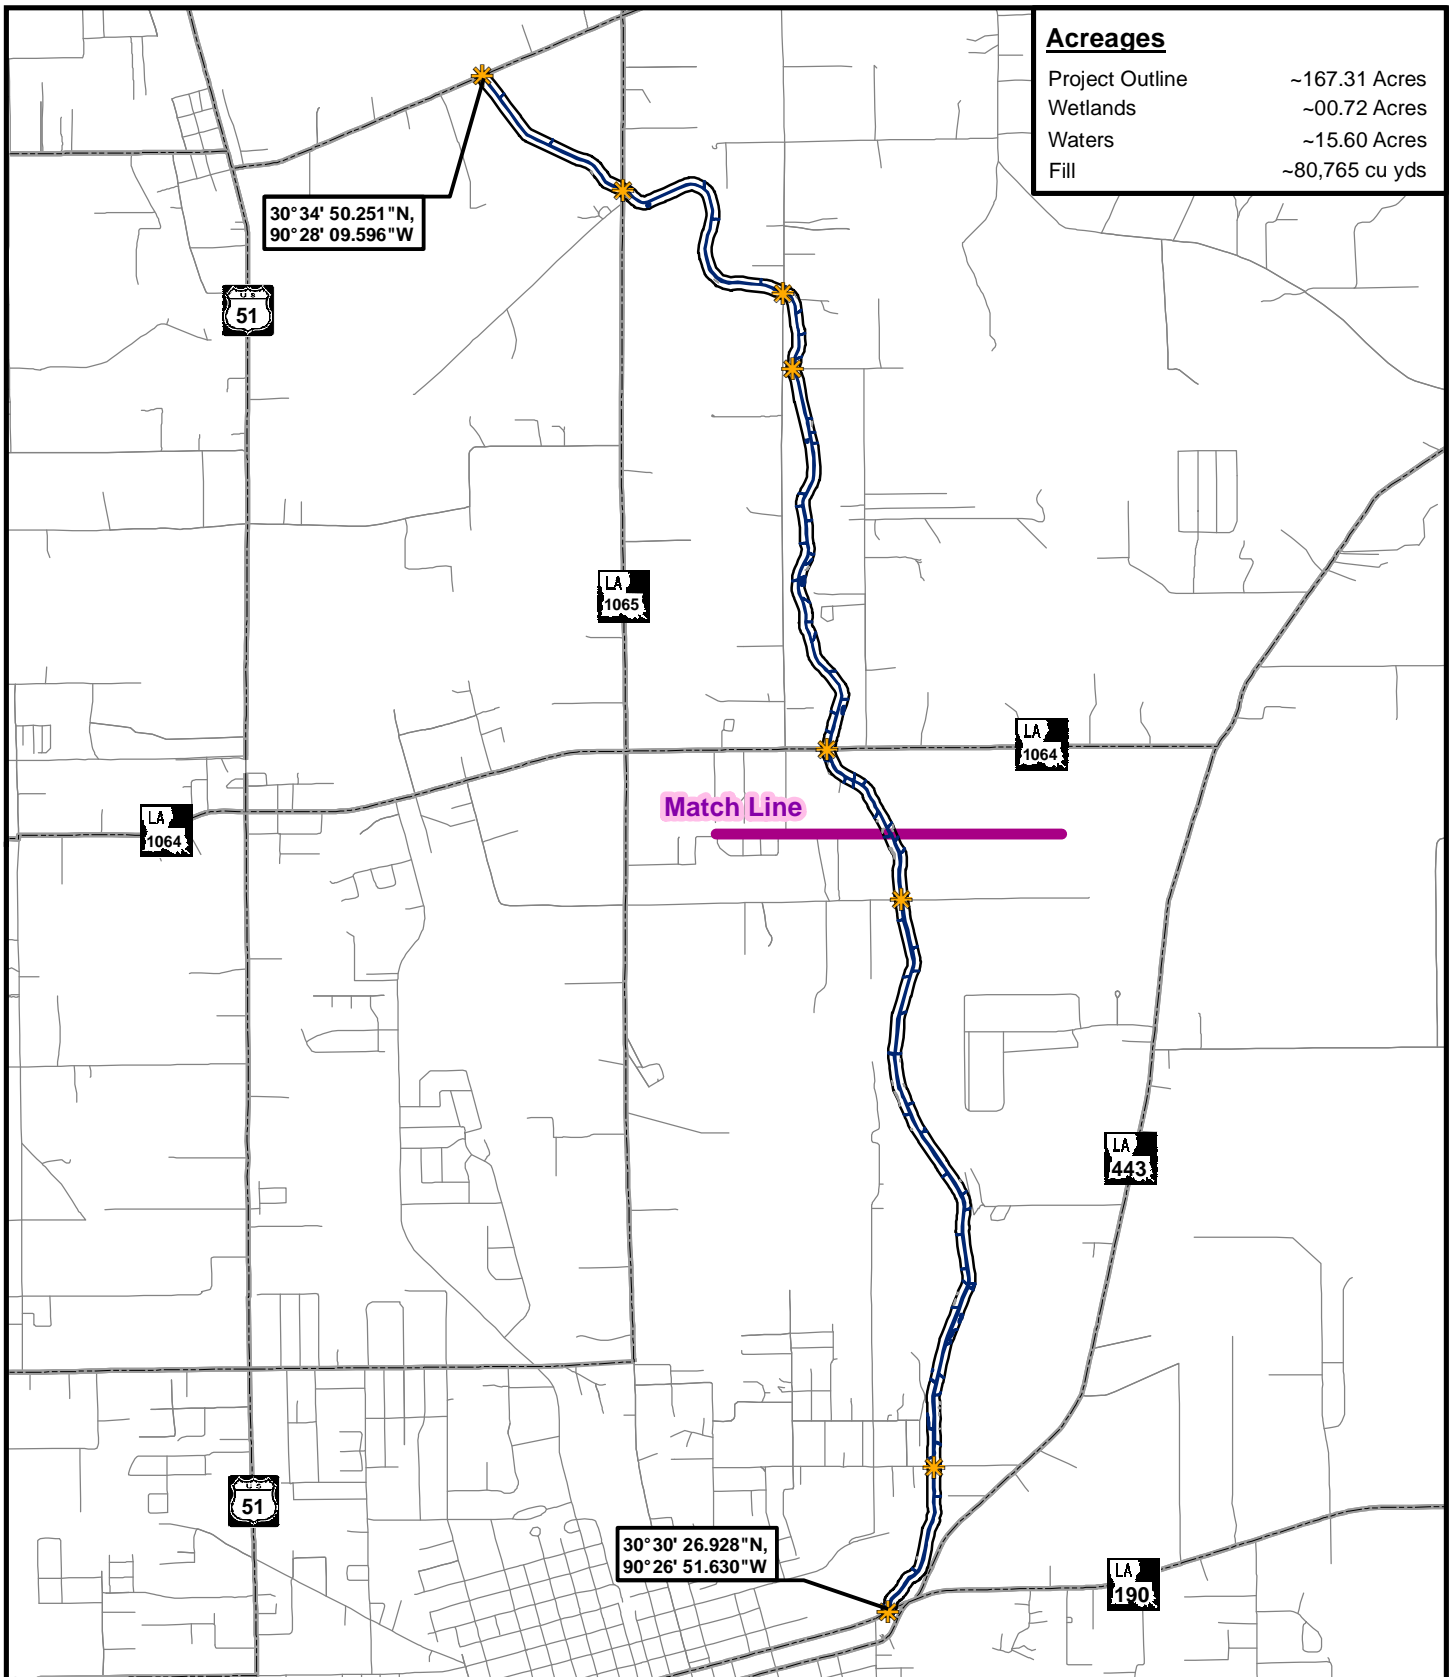 Acreages
Project Outline ~167.31 Acres
Wetlands ~00.72 Acres
Waters ~15.60 Acres
Fill ~80,765 cu yds
30°34' 50.251"N,
90°28' 09.596"W
U S
51
LA
1065
LA
1064
Match Line
LA
1064
LA
443
U S
51
30°30' 26.928"N,
90°26' 51.630"W
LA
190